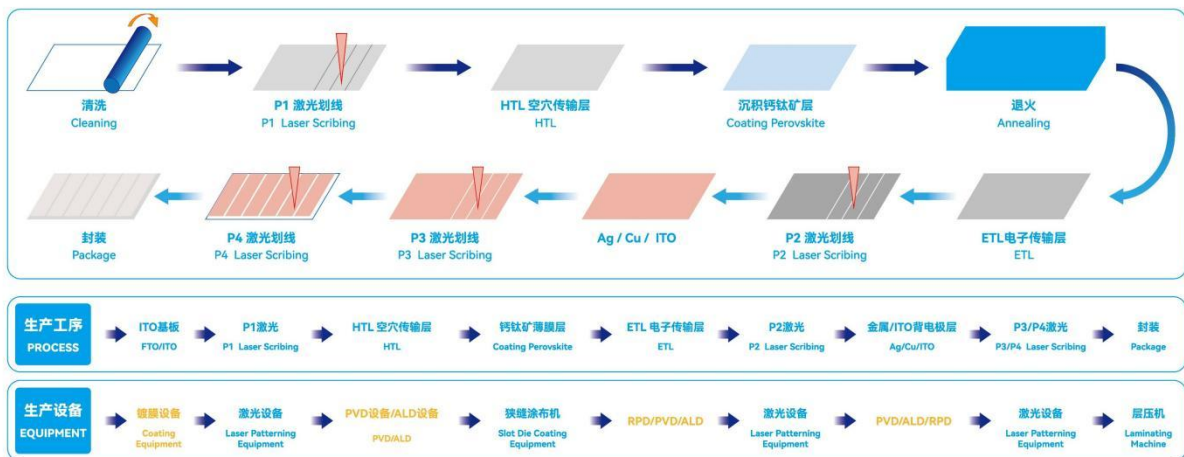 清洗
Cleaning
P1 激光划线
P1 Laser Scribing
HTL 空穴传输层
HTL
沉积钙钛矿层
Coating Perovskite
退火
Annealing
封装
Package
P4 激光划线
P4 Laser Scribing
P3 激光划线
P3 Laser Scribing
Ag / Cu / ITO
P2 激光划线
P2 Laser Scribing
ETL电子传输层
ETL
生产工序
PROCESS
ITO基板
FTO/ITO
P1激光
P1 Laser Scribing
HTL 空穴传输层
HTL
钙钛矿薄膜层
Coating Perovskite
ETL 电子传输层
ETL
P2激光
P2 Laser Scribing
金属/ITO背电极层
Ag/Cu/ITO
P3/P4激光
P3/P4 Laser Scribing
封装
Package
生产设备
EQUIPMENT
镀膜设备
Coating
Equipment
激光设备
Laser Patterning
Equipment
PVD设备/ALD设备
PVD/ALD
狭缝涂布机
Slot Die Coating
Equipment
RPD/PVD/ALD
激光设备
Laser Patterning
Equipment
PVD/ALD/RPD
激光设备
Laser Patterning
Equipment
层压机
Laminating
Machine